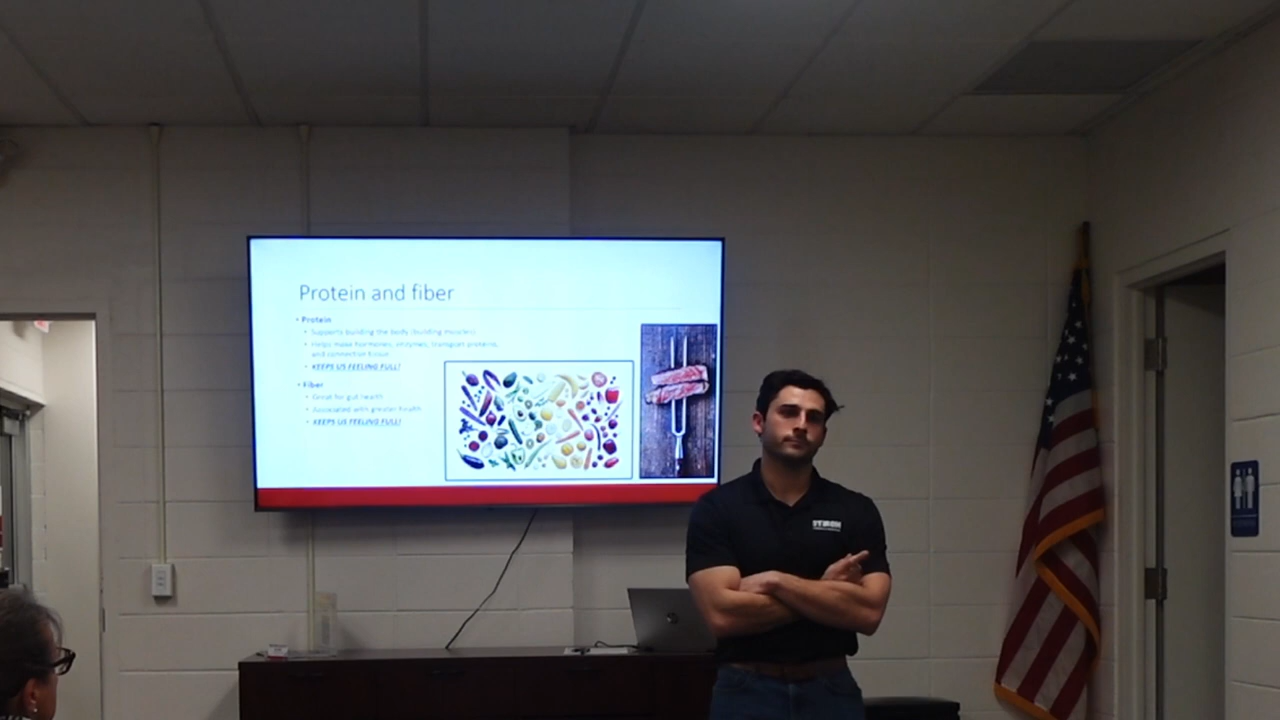 Protein and fiber
• Protein
• Supports building the body (building muscles)
• Helps make hormones, enzymes, transport proteins,
and connective tissue
• KEEPS US FEELING FULL!
• Fiber
• Great for gut health
• Associated with greater health
• KEEPS US FEELING FULL!